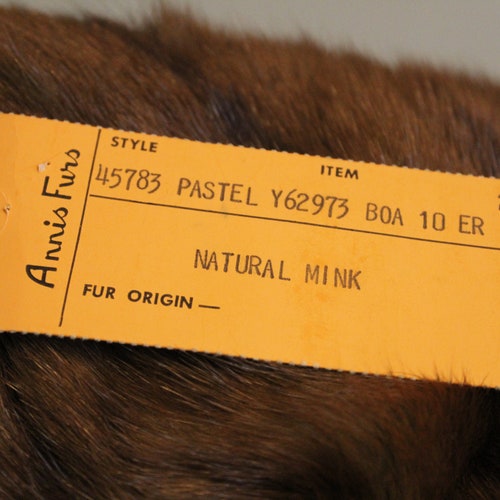 Annis Furs
STYLE
ITEM
45783 PASTEL Y62973 BOA 10 ER
NATURAL MINK
FUR ORIGIN —